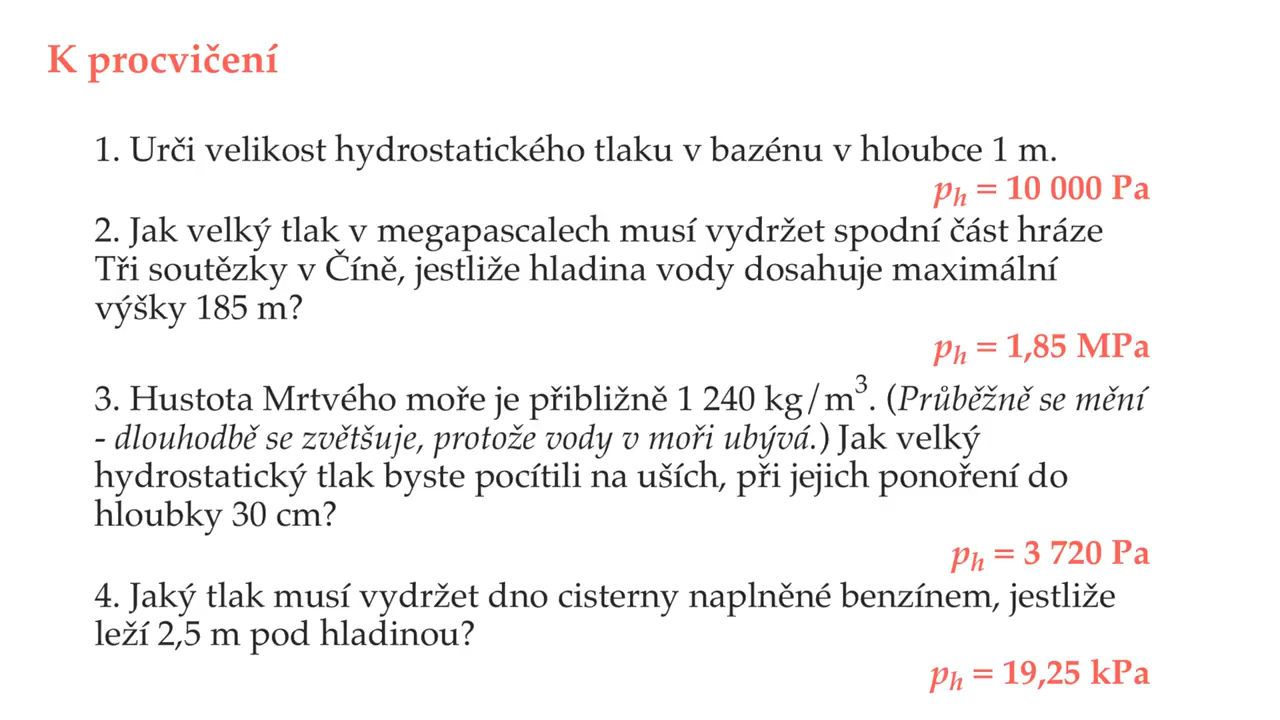 K procvičení
1. Urči velikost hydrostatického tlaku v bazénu v hloubce 1 m.
pₕ = 10 000 Pa
2. Jak velký tlak v megapascalech musí vydržet spodní část hráze
Tři soutězky v Číně, jestliže hladina vody dosahuje maximální
výšky 185 m?
pₕ = 1,85 MPa
3. Hustota Mrtvého moře je přibližně 1 240 kg/m³. (Průběžně se mění
- dlouhodbě se zvětšuje, protože vody v moři ubývá.) Jak velký
hydrostatický tlak byste pocítili na uších, při jejich ponoření do
hloubky 30 cm?
pₕ = 3 720 Pa
4. Jaký tlak musí vydržet dno cisterny naplněné benzínem, jestliže
leží 2,5 m pod hladinou?
pₕ = 19,25 kPa